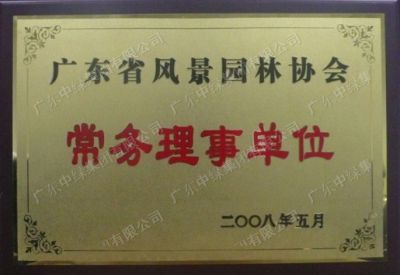 广东省风景园林协会
常务理事单位
二〇〇八年五月